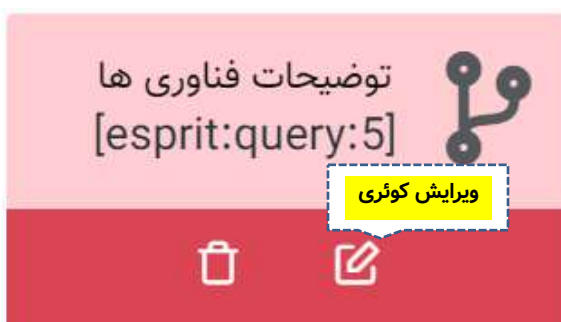 توضیحات فناوری ها
[esprit:query:5]
ویرایش کوئری